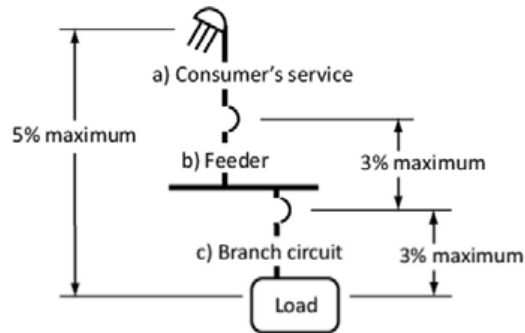 a) Consumer's service
5% maximum
b) Feeder
3% maximum
c) Branch circuit
3% maximum
Load